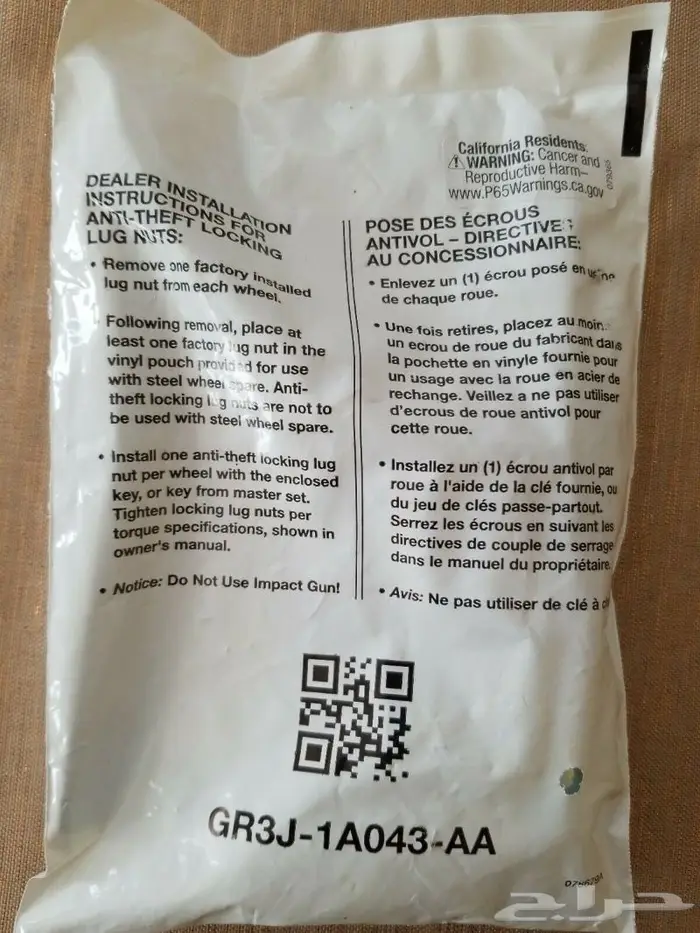 California Residents
WARNING: Cancer and
Reproductive Harm–
www.P65Warnings.ca.gov
DEALER INSTALLATION
INSTRUCTIONS FOR
ANTI-THEFT LOCKING
LUG NUTS:
• Remove one factory installed
lug nut from each wheel.
Following removal, place at
least one factory lug nut in the
vinyl pouch provided for use
with steel wheel spare. Anti-
theft locking lug nuts are not to
be used with steel wheel spare.
• Install one anti-theft locking lug
nut per wheel with the enclosed
key, or key from master set.
Tighten locking lug nuts per
torque specifications, shown in
owner's manual.
• Notice: Do Not Use Impact Gun!
POSE DES ÉCROUS
ANTIVOL – DIRECTIVES
AU CONCESSIONNAIRE:
• Enlevez un (1) écrou posé en usine
de chaque roue.
• Une fois retires, placez au moin
un ecrou de roue du fabricant dans
la pochette en vinyle fournie pour
un usage avec la roue en acier de
rechange. Veillez a ne pas utiliser
d'ecrous de roue antivol pour
cette roue.
• Installez un (1) écrou antivol par
roue à l'aide de la clé fournie, ou
du jeu de clés passe-partout.
Serrez les écrous en suivant les
directives de couple de serrage
dans le manuel du propriétaire.
• Avis: Ne pas utiliser de clé à
GR3J-1A043-AA
حراج